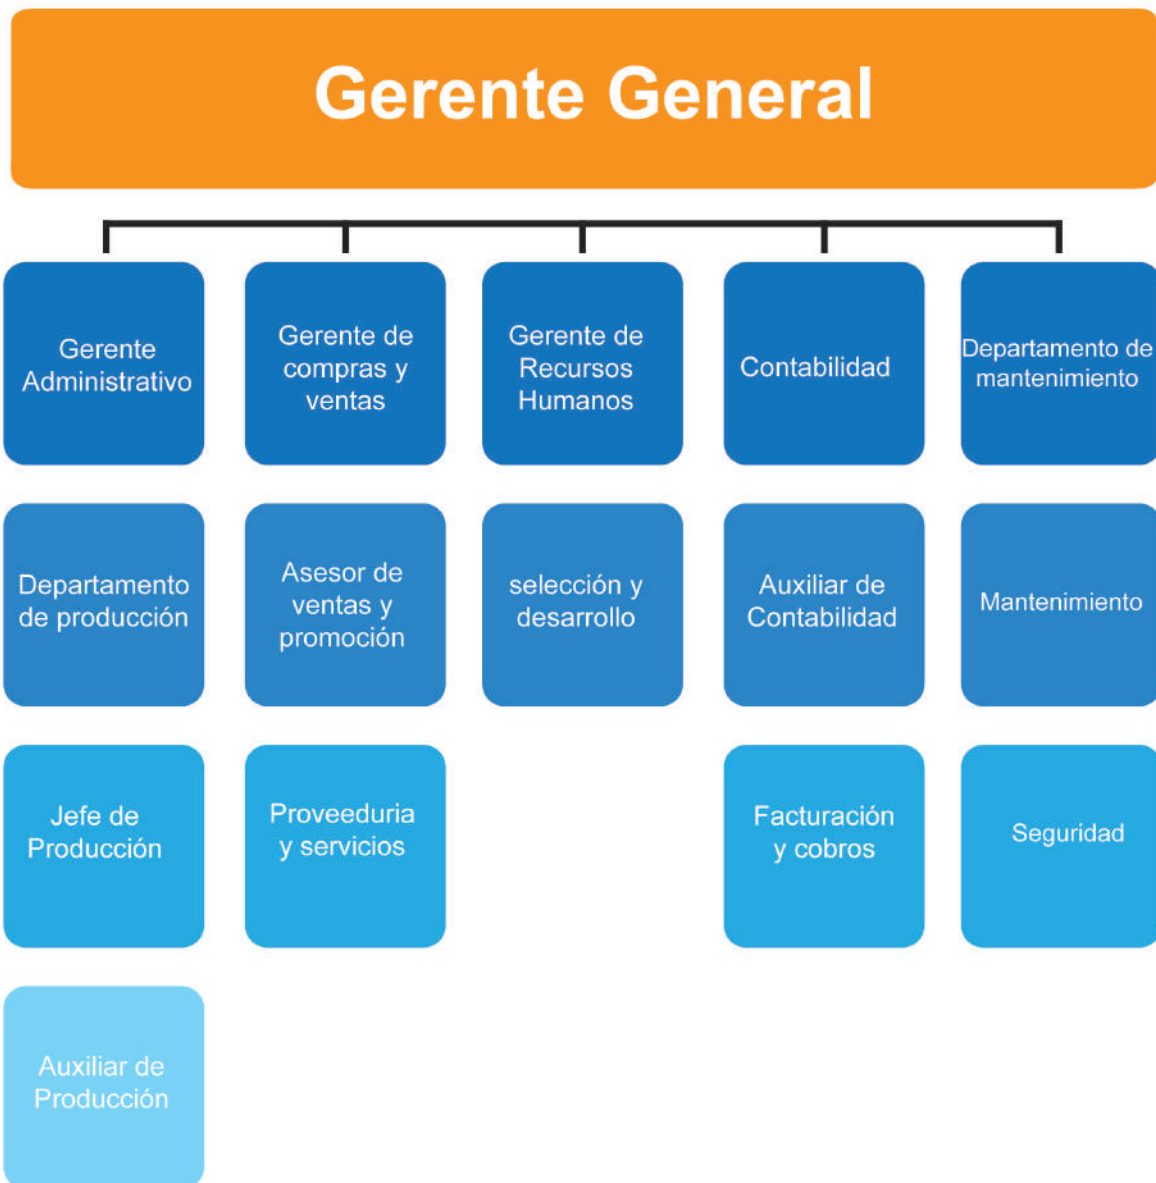 Gerente General
Gerente
Administrativo
Gerente de
compras y
ventas
Gerente de
Recursos
Humanos
Contabilidad
Departamento de
mantenimiento
Departamento
de producción
Asesor de
ventas y
promoción
selección y
desarrollo
Auxiliar de
Contabilidad
Mantenimiento
Jefe de
Producción
Proveeduria
y servicios
Facturación
y cobros
Seguridad
Auxiliar de
Producción